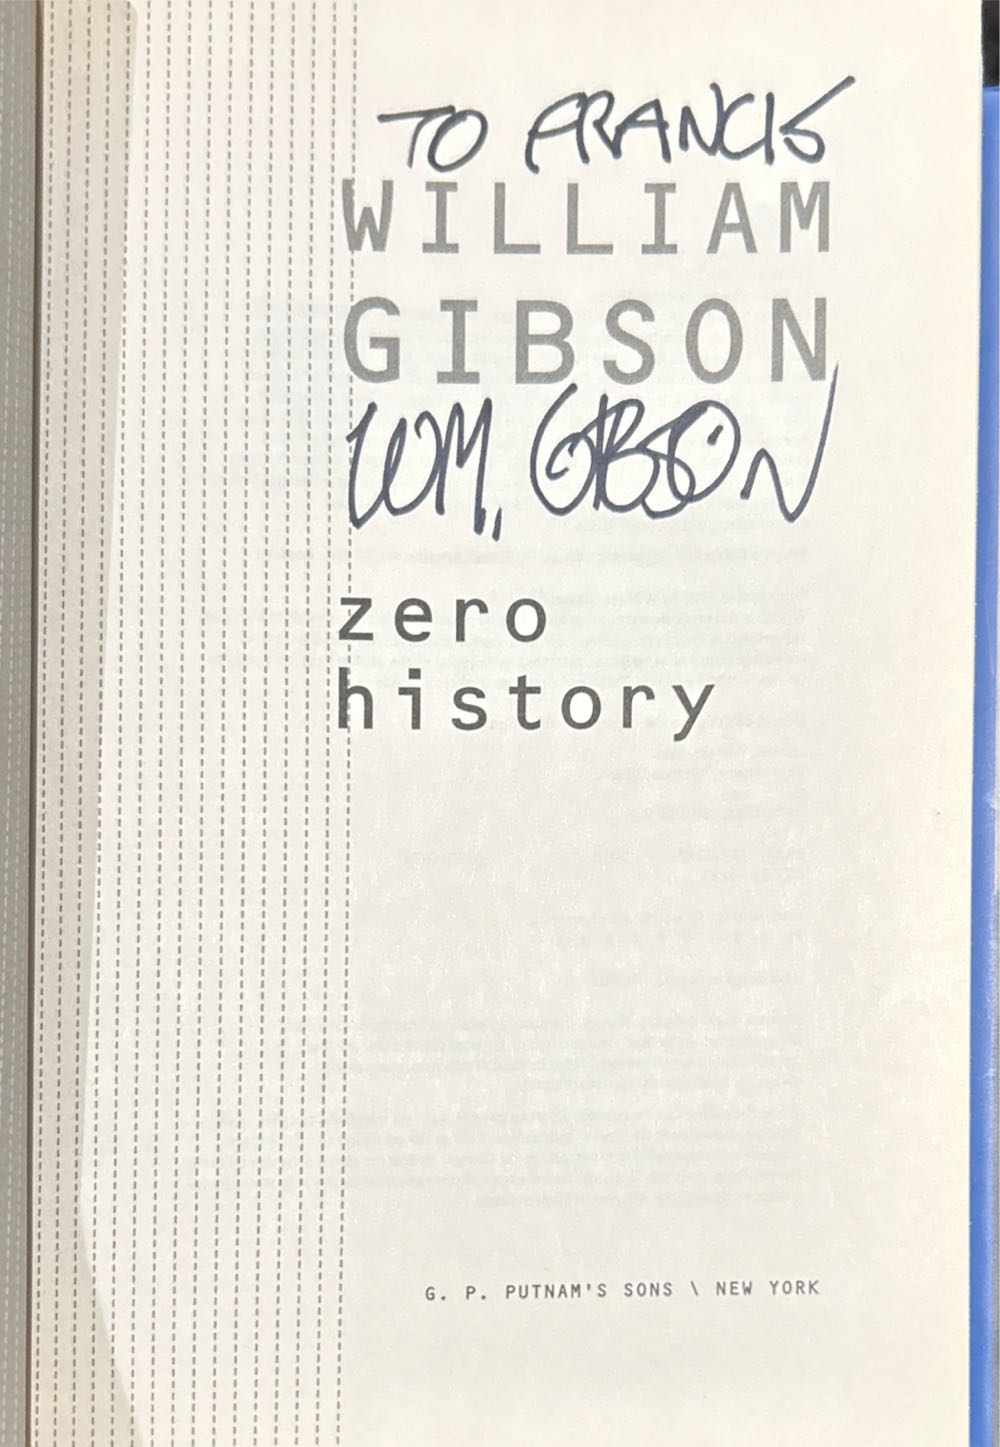 TO FRANCIS
WILLIAM
GIBSON
WM. GIBSON
zero
history
G. P. PUTNAM'S SONS \ NEW YORK